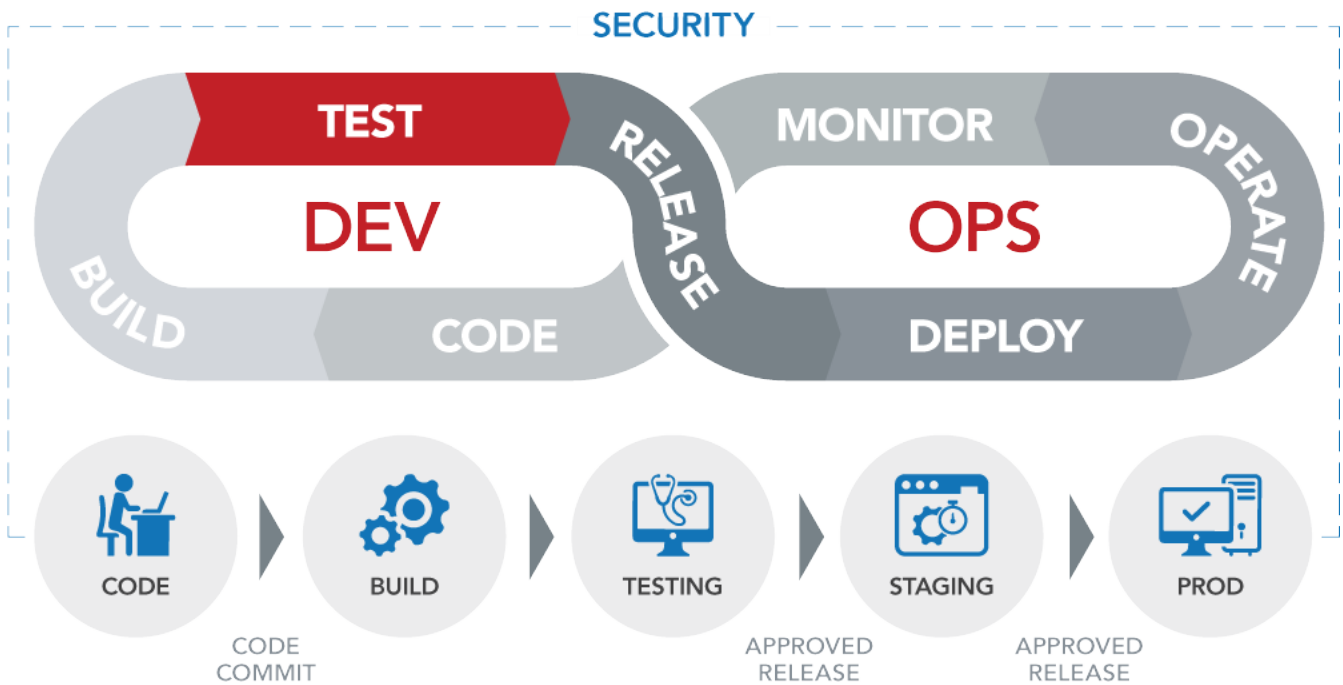 SECURITY
TEST
RELEASE
MONITOR
OPERATE
DEV
OPS
BUILD
CODE
DEPLOY
CODE
BUILD
TESTING
STAGING
PROD
CODE
COMMIT
APPROVED
RELEASE
APPROVED
RELEASE